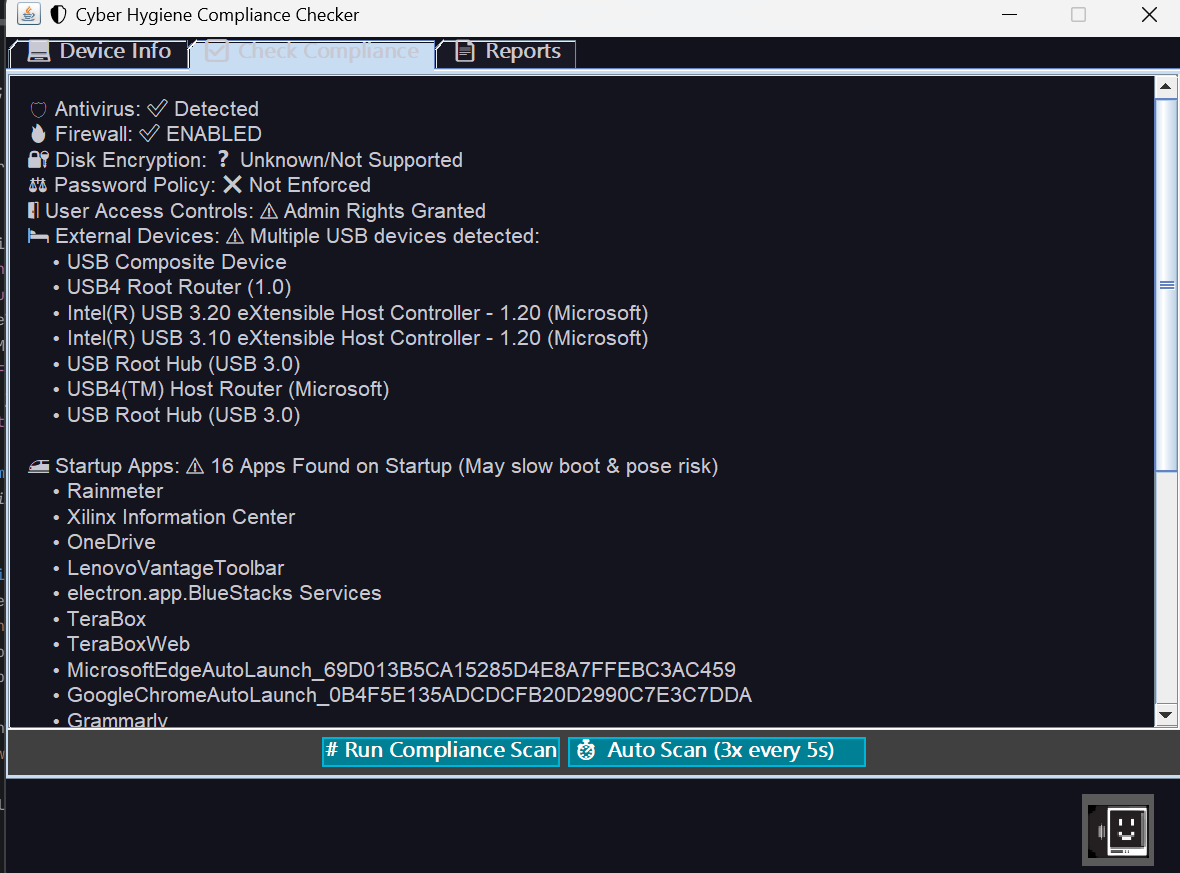 Cyber Hygiene Compliance Checker
Device Info
Check Compliance
Reports
Antivirus: ✓ Detected
Firewall: ✓ ENABLED
Disk Encryption: ? Unknown/Not Supported
Password Policy: ✕ Not Enforced
User Access Controls: ⚠ Admin Rights Granted
External Devices: ⚠ Multiple USB devices detected:
• USB Composite Device
• USB4 Root Router (1.0)
• Intel(R) USB 3.20 eXtensible Host Controller - 1.20 (Microsoft)
• Intel(R) USB 3.10 eXtensible Host Controller - 1.20 (Microsoft)
• USB Root Hub (USB 3.0)
• USB4(TM) Host Router (Microsoft)
• USB Root Hub (USB 3.0)
Startup Apps: ⚠ 16 Apps Found on Startup (May slow boot & pose risk)
• Rainmeter
• Xilinx Information Center
• OneDrive
• LenovoVantageToolbar
• electron.app.BlueStacks Services
• TeraBox
• TeraBoxWeb
• MicrosoftEdgeAutoLaunch_69D013B5CA15285D4E8A7FFEBC3AC459
• GoogleChromeAutoLaunch_0B4F5E135ADCDCFB20D2990C7E3C7DDA
• Grammarly
# Run Compliance Scan
Auto Scan (3x every 5s)